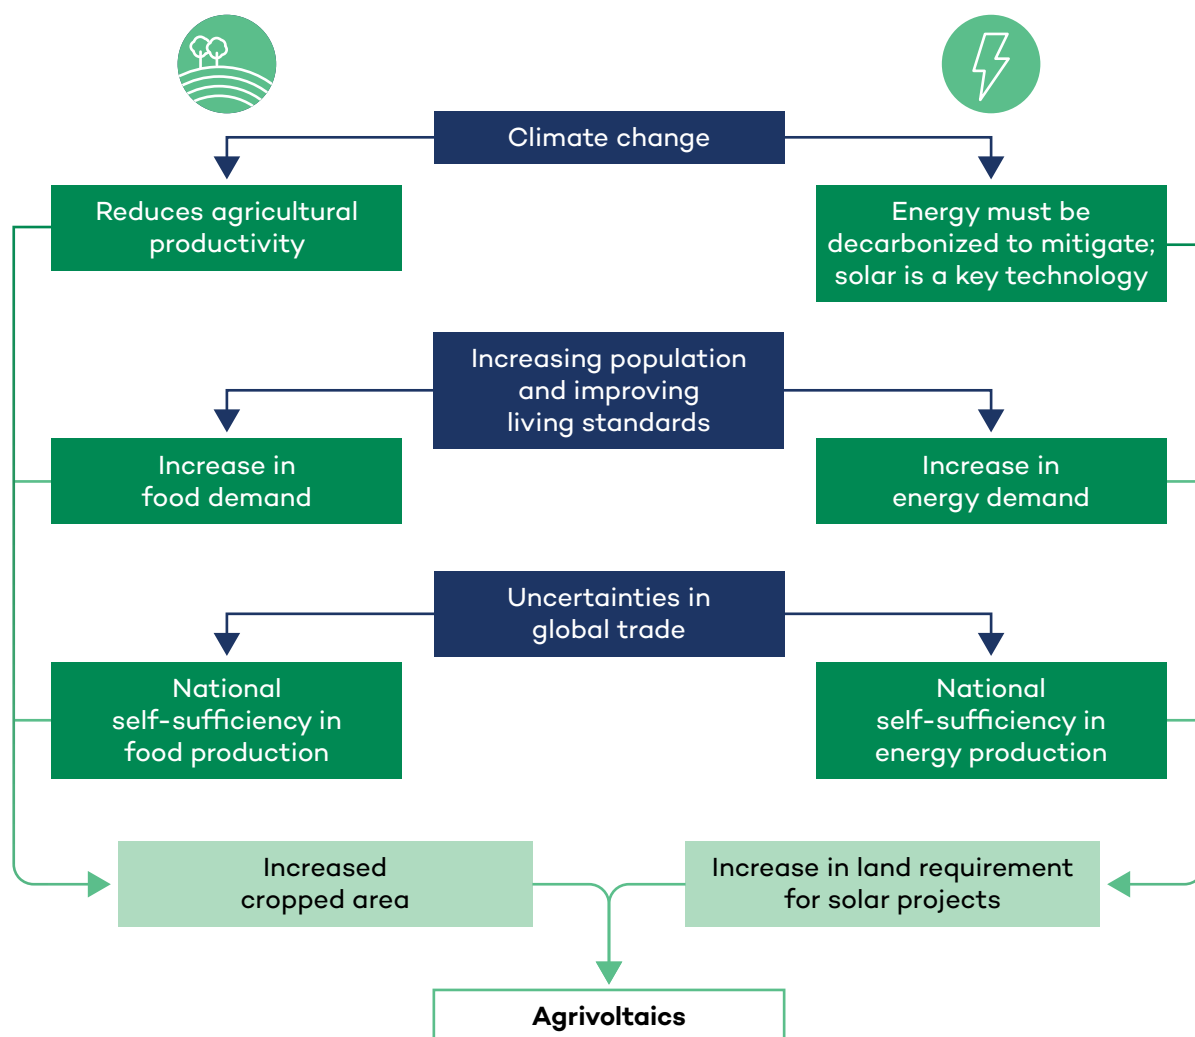 Climate change
Reduces agricultural
productivity
Energy must be
decarbonized to mitigate;
solar is a key technology
Increasing population
and improving
living standards
Increase in
food demand
Increase in
energy demand
Uncertainties in
global trade
National
self-sufficiency in
food production
National
self-sufficiency in
energy production
Increased
cropped area
Increase in land requirement
for solar projects
Agrivoltaics